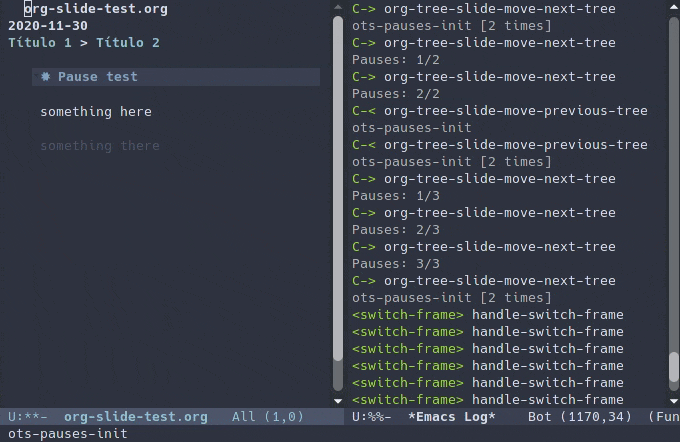 org-slide-test.org
2020-11-30
Título 1 > Título 2
✸ Pause test
something here
something there
U:**-  org-slide-test.org   All (1,0)
C-> org-tree-slide-move-next-tree
ots-pauses-init [2 times]
C-> org-tree-slide-move-next-tree
Pauses: 1/2
C-> org-tree-slide-move-next-tree
Pauses: 2/2
C-< org-tree-slide-move-previous-tree
ots-pauses-init
C-< org-tree-slide-move-previous-tree
ots-pauses-init [2 times]
C-> org-tree-slide-move-next-tree
Pauses: 1/3
C-> org-tree-slide-move-next-tree
Pauses: 2/3
C-> org-tree-slide-move-next-tree
Pauses: 3/3
C-> org-tree-slide-move-next-tree
ots-pauses-init [2 times]
<switch-frame> handle-switch-frame
<switch-frame> handle-switch-frame
<switch-frame> handle-switch-frame
<switch-frame> handle-switch-frame
<switch-frame> handle-switch-frame
<switch-frame> handle-switch-frame
U:%%-  *Emacs Log*    Bot (1170,34)  (Fun
ots-pauses-init